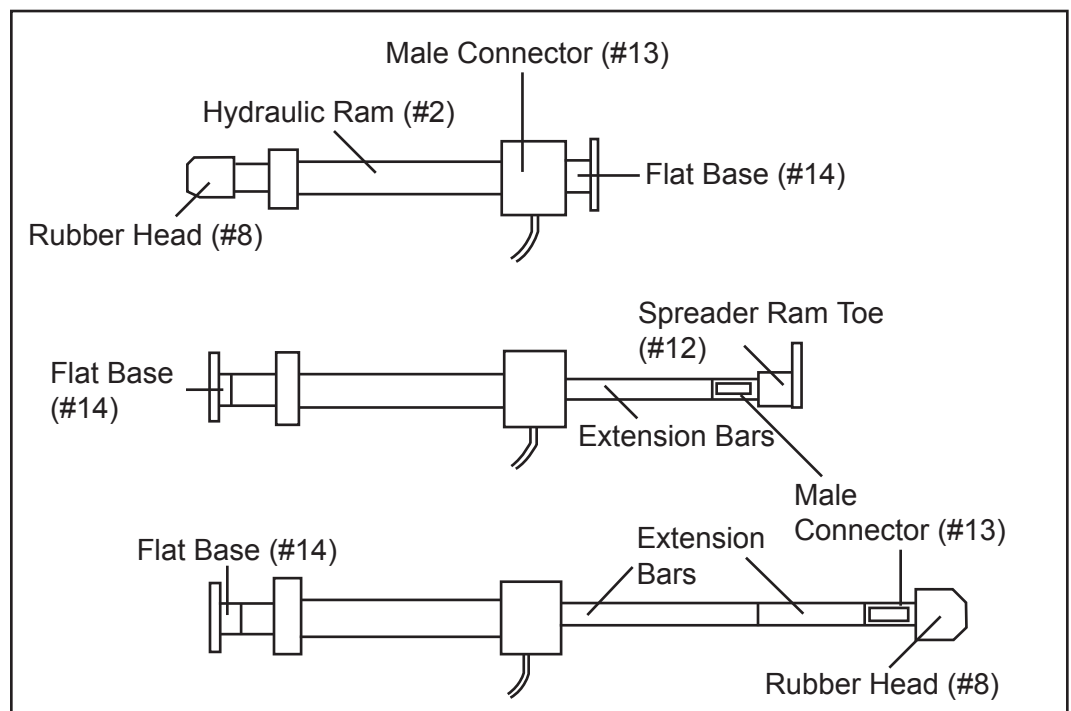 Male Connector (#13)
Hydraulic Ram (#2)
Flat Base (#14)
Rubber Head (#8)
Spreader Ram Toe
(#12)
Flat Base
(#14)
Extension Bars
Male
Connector (#13)
Flat Base (#14)
Extension
Bars
Rubber Head (#8)